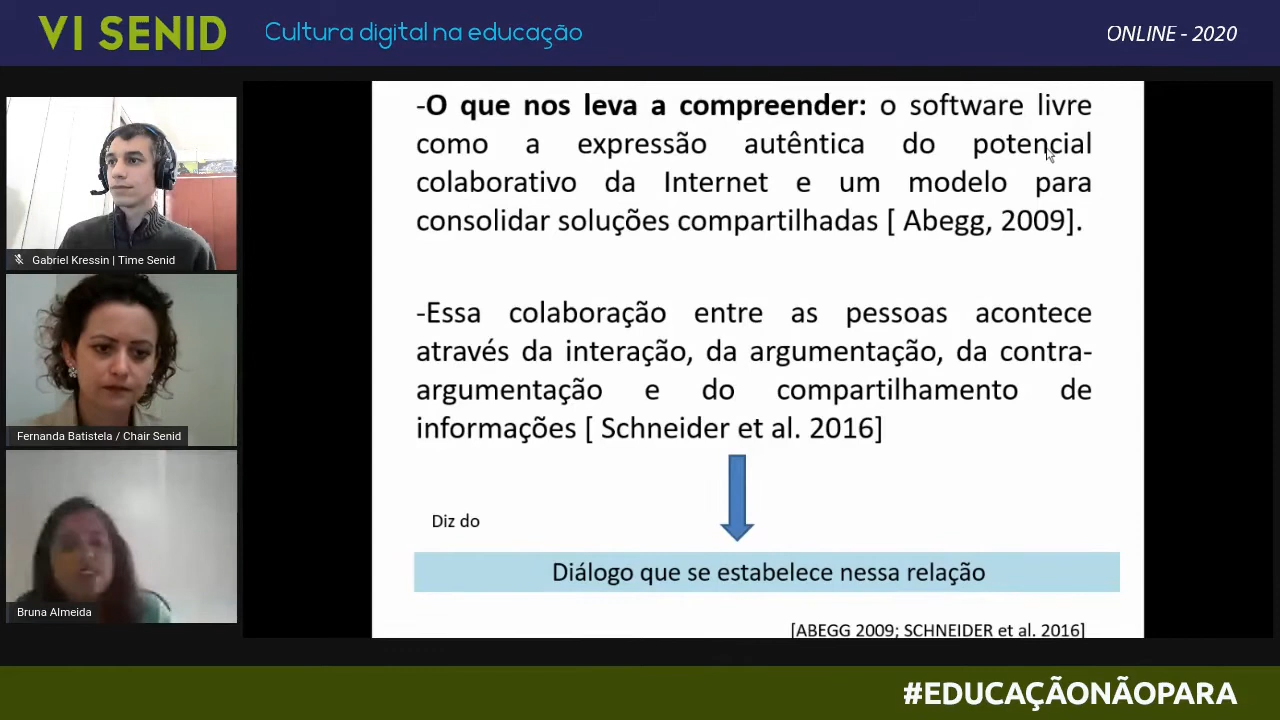 VI SENID
Cultura digital na educação
ONLINE - 2020
Gabriel Kressin | Time Senid
Fernanda Batistela / Chair Senid
Bruna Almeida
-O que nos leva a compreender: o software livre
como a expressão autêntica do potencial
colaborativo da Internet e um modelo para
consolidar soluções compartilhadas [ Abegg, 2009].
-Essa colaboração entre as pessoas acontece
através da interação, da argumentação, da contra-
argumentação e do compartilhamento de
informações [ Schneider et al. 2016]
Diz do
Diálogo que se estabelece nessa relação
[ABEGG 2009; SCHNEIDER et al. 2016]
#EDUCAÇÃONÃOPARA